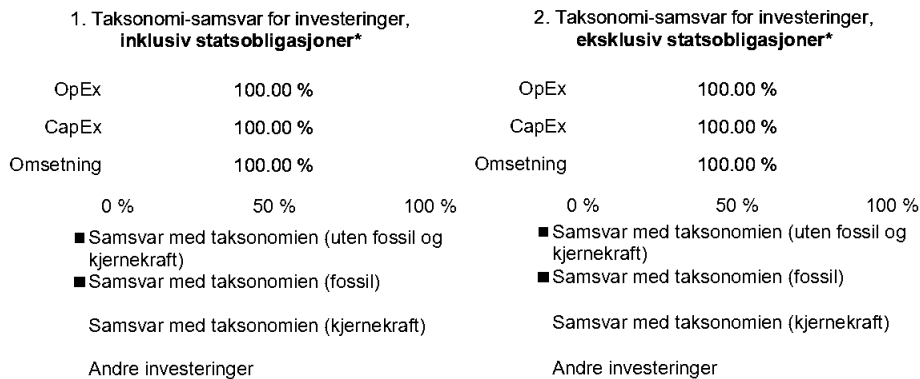 1. Taksonomi-samsvar for investeringer,
inklusiv statsobligasjoner*
OpEx 100.00 %
CapEx 100.00 %
Omsetning 100.00 %
0 % 50 % 100 %
Samsvar med taksonomien (uten fossil og
kjernekraft)
Samsvar med taksonomien (fossil)
Samsvar med taksonomien (kjernekraft)
Andre investeringer
2. Taksonomi-samsvar for investeringer,
eksklusiv statsobligasjoner*
OpEx 100.00 %
CapEx 100.00 %
Omsetning 100.00 %
0 % 50 % 100 %
Samsvar med taksonomien (uten fossil og
kjernekraft)
Samsvar med taksonomien (fossil)
Samsvar med taksonomien (kjernekraft)
Andre investeringer